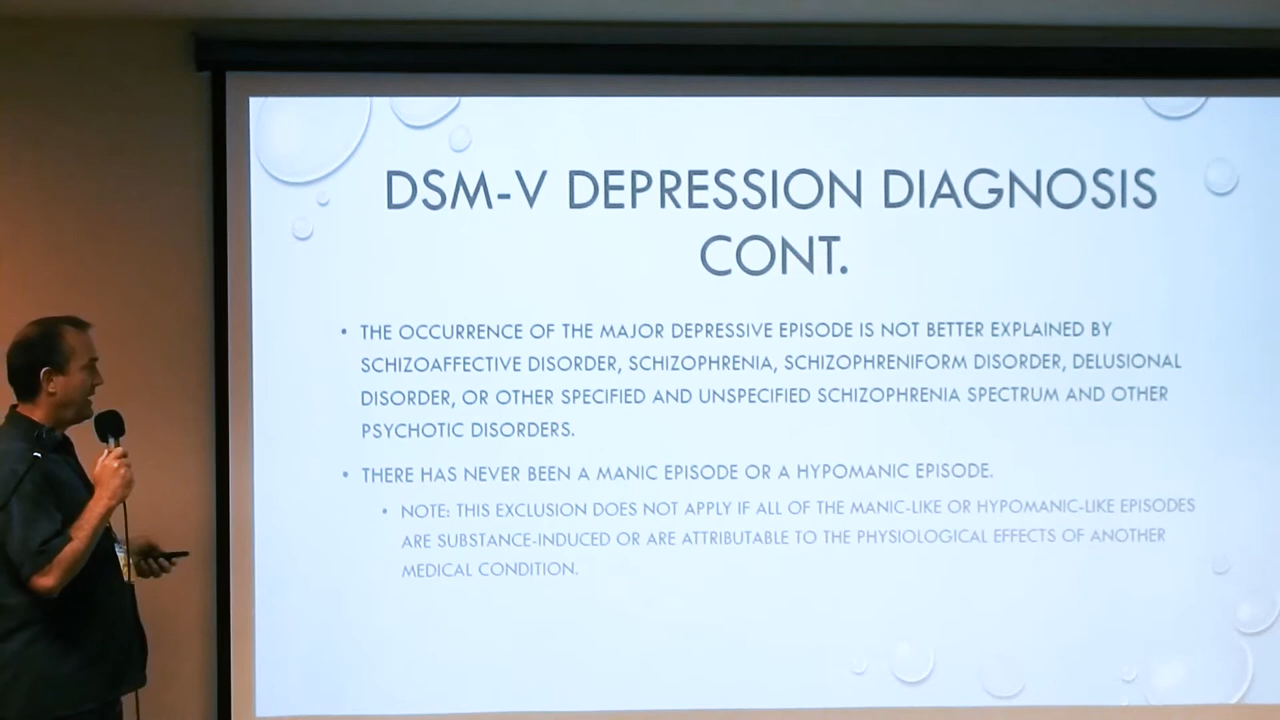 DSM-V DEPRESSION DIAGNOSIS
CONT.
• THE OCCURRENCE OF THE MAJOR DEPRESSIVE EPISODE IS NOT BETTER EXPLAINED BY
SCHIZOAFFECTIVE DISORDER, SCHIZOPHRENIA, SCHIZOPHRENIFORM DISORDER, DELUSIONAL
DISORDER, OR OTHER SPECIFIED AND UNSPECIFIED SCHIZOPHRENIA SPECTRUM AND OTHER
PSYCHOTIC DISORDERS.
• THERE HAS NEVER BEEN A MANIC EPISODE OR A HYPOMANIC EPISODE.
• NOTE: THIS EXCLUSION DOES NOT APPLY IF ALL OF THE MANIC-LIKE OR HYPOMANIC-LIKE EPISODES
ARE SUBSTANCE-INDUCED OR ARE ATTRIBUTABLE TO THE PHYSIOLOGICAL EFFECTS OF ANOTHER
MEDICAL CONDITION.